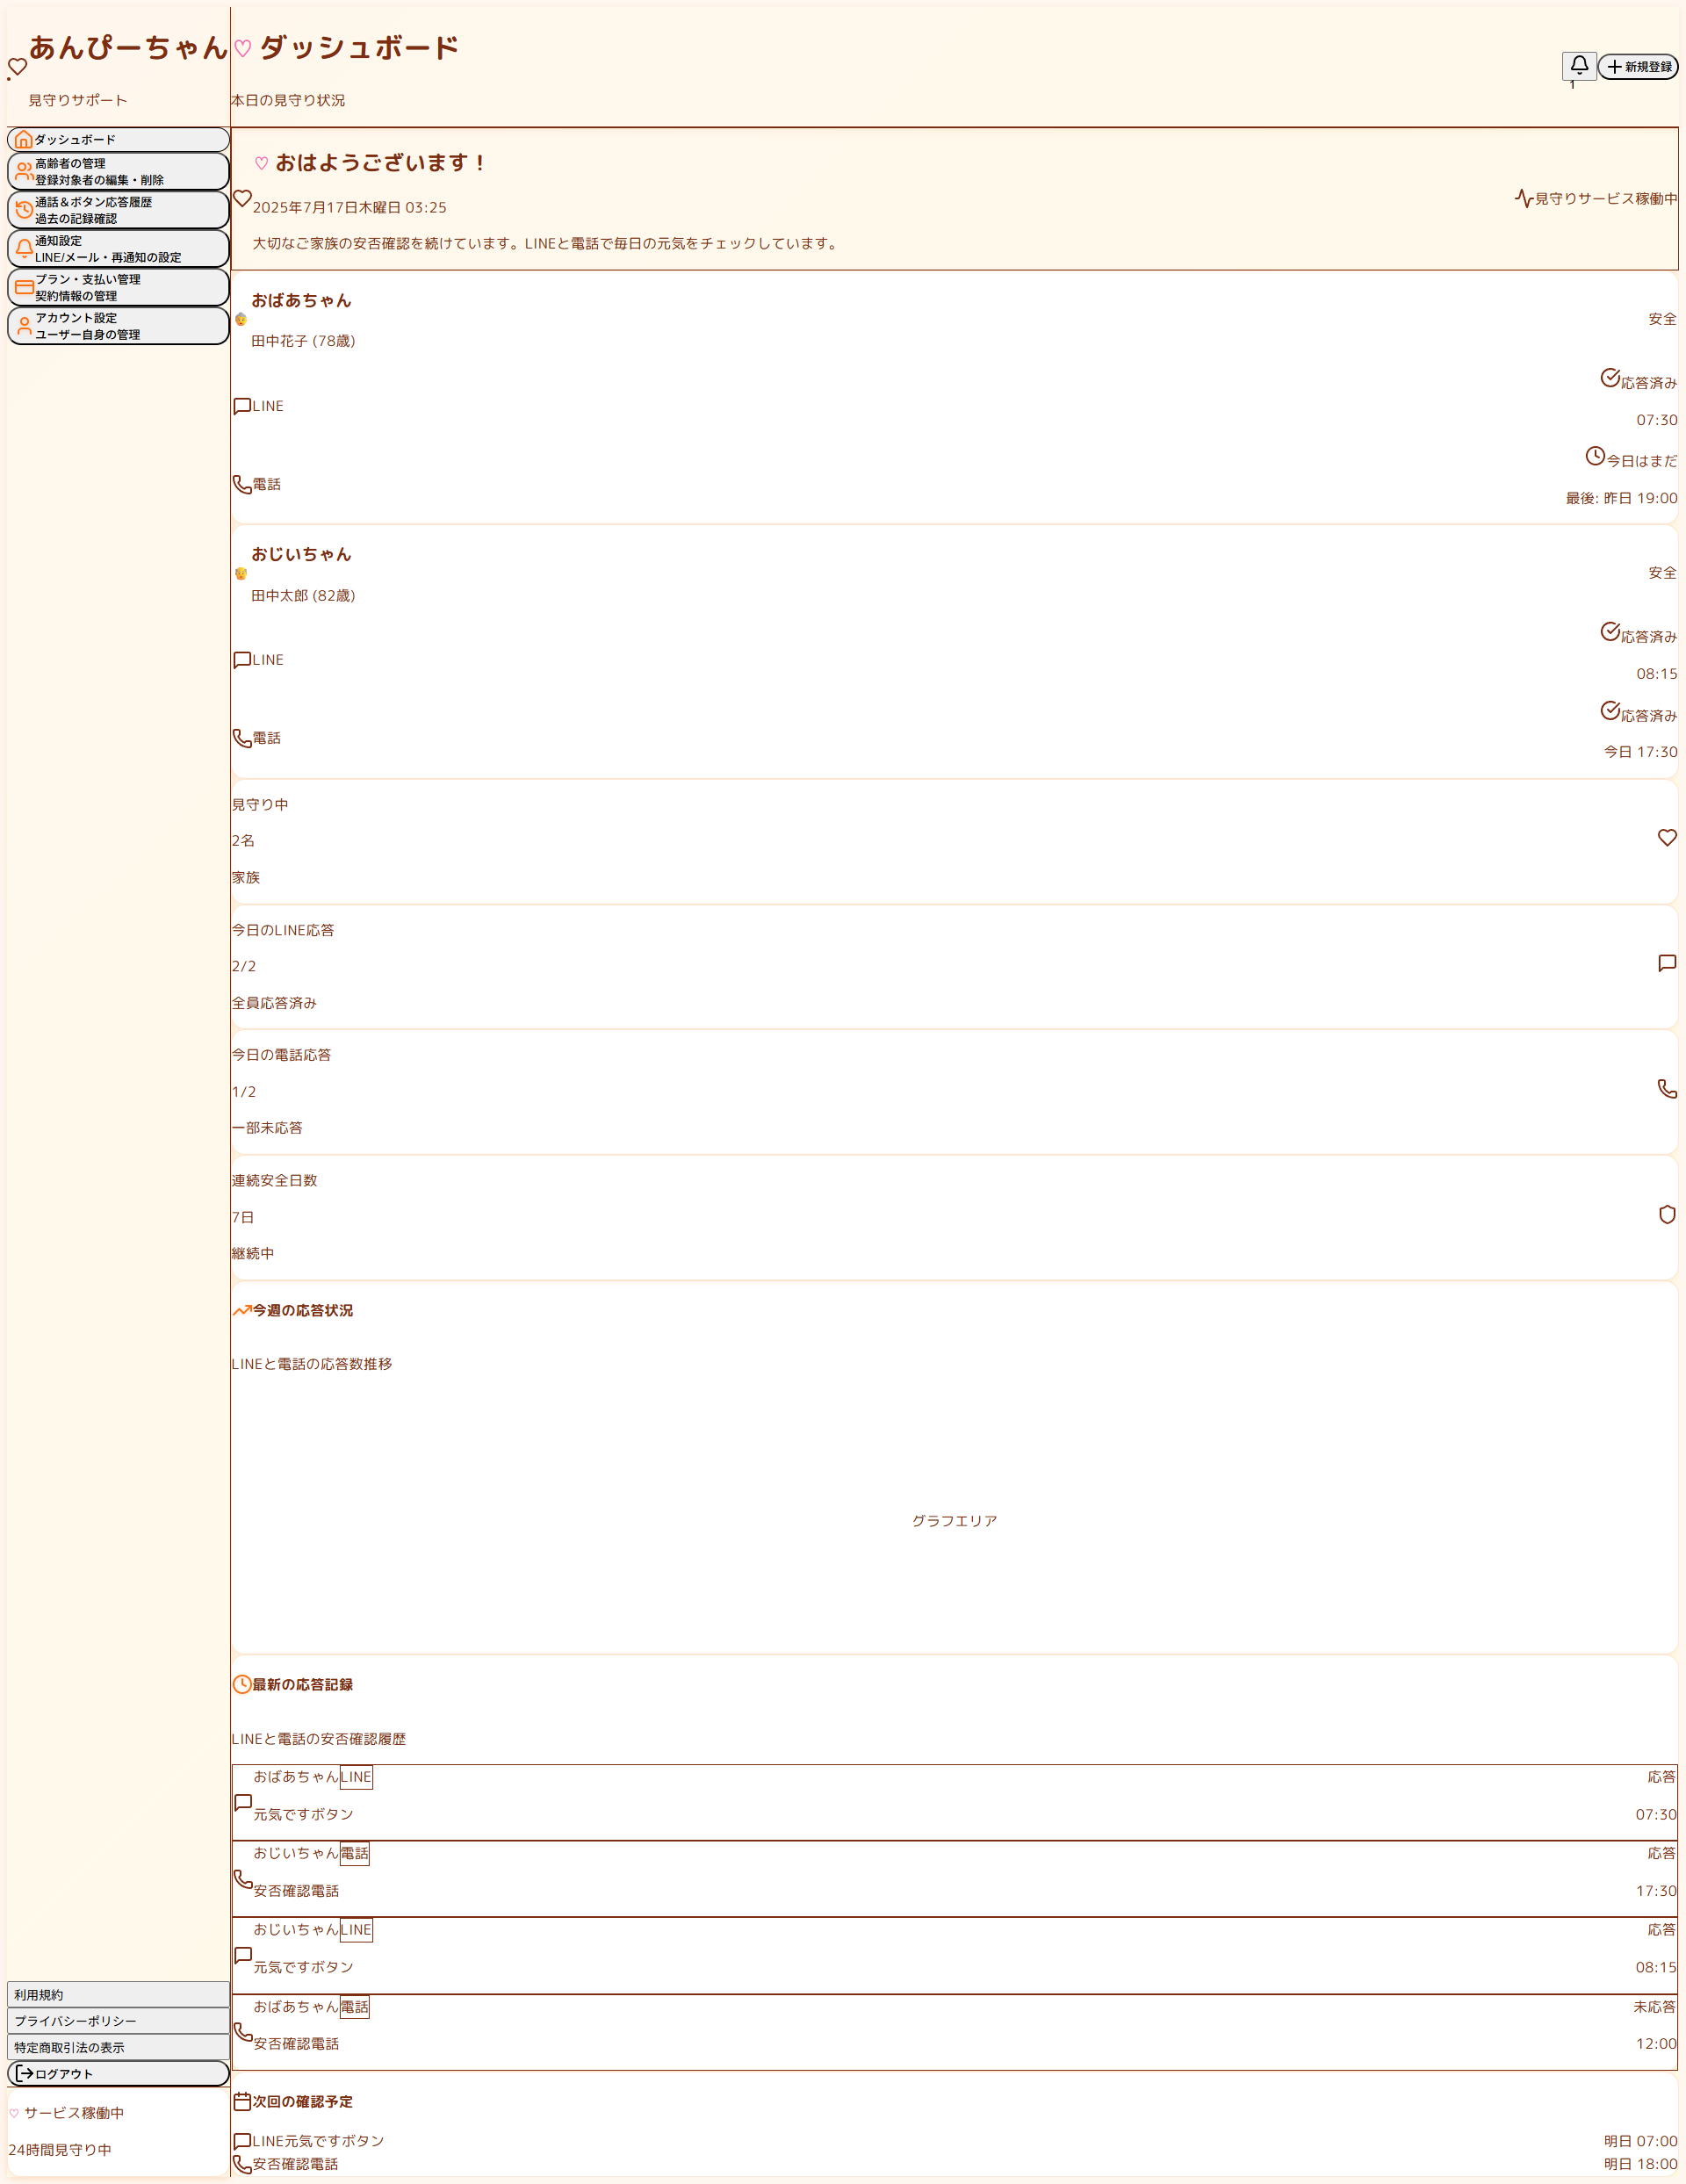 あんぴーちゃん
見守りサポート
ダッシュボード
高齢者の管理
登録対象者の編集・削除
通話＆ボタン応答履歴
過去の記録確認
通知設定
LINE/メール・再通知の設定
プラン・支払い管理
契約情報の管理
アカウント設定
ユーザー自身の管理
利用規約
プライバシーポリシー
特定商取引法の表示
ログアウト
♡ サービス稼働中
24時間見守り中
♡ ダッシュボード
本日の見守り状況
1
新規登録
♡ おはようございます！
2025年7月17日木曜日 03:25
大切なご家族の安否確認を続けています。LINEと電話で毎日の元気をチェックしています。
見守りサービス稼働中
おばあちゃん
田中花子 (78歳)
安全
LINE
応答済み
07:30
電話
今日はまだ
最後: 昨日 19:00
おじいちゃん
田中太郎 (82歳)
安全
LINE
応答済み
08:15
電話
応答済み
今日 17:30
見守り中
2名
家族
今日のLINE応答
2/2
全員応答済み
今日の電話応答
1/2
一部未応答
連続安全日数
7日
継続中
今週の応答状況
LINEと電話の応答数推移
グラフエリア
最新の応答記録
LINEと電話の安否確認履歴
おばあちゃん LINE 応答
元気ですボタン 07:30
おじいちゃん 電話 応答
安否確認電話 17:30
おじいちゃん LINE 応答
元気ですボタン 08:15
おばあちゃん 電話 未応答
安否確認電話 12:00
次回の確認予定
LINE元気ですボタン 明日 07:00
安否確認電話 明日 18:00